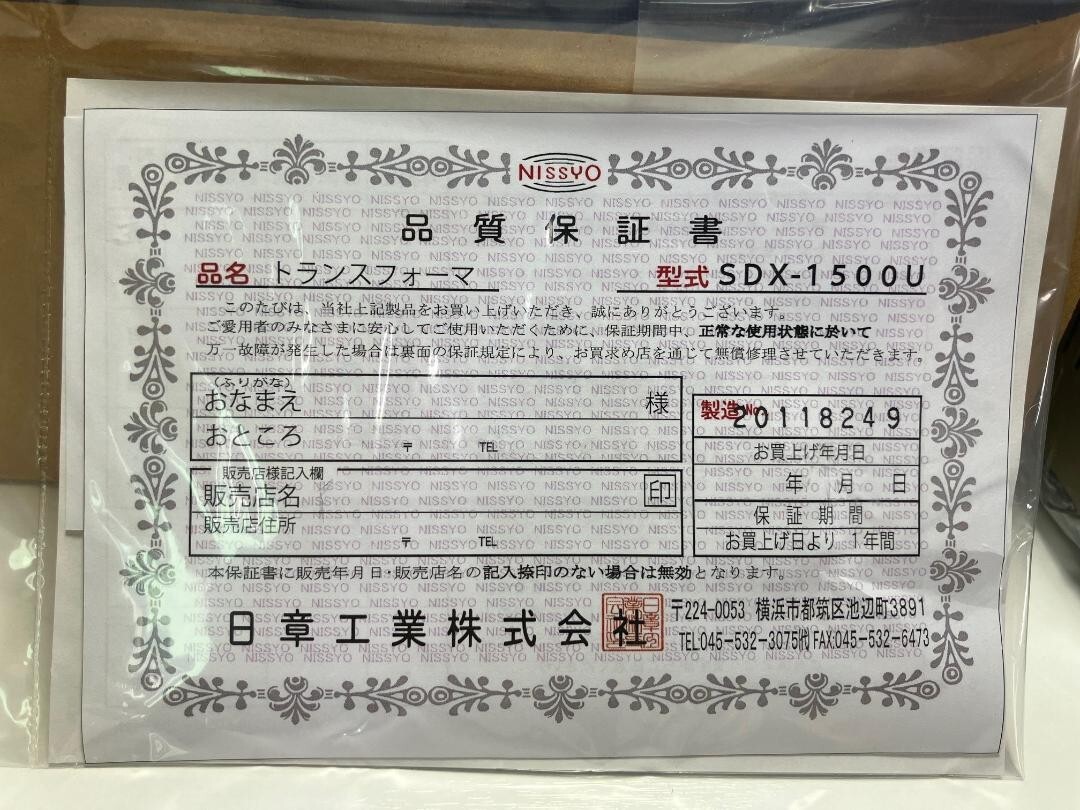 NISSYO
品質保証書
品名 トランスフォーマ 型式 SDX-1500U
このたびは、当社上記製品をお買い上げいただき、誠にありがとうございます。
ご愛用者のみなさまに安心してご使用いただくために、保証期間中、正常な使用状態に於いて
万一故障が発生した場合は裏面の保証規定により、お買求め店を通じて無償修理させていただきます。
(ふりがな)
おなまえ 様
おところ
〒 TEL
販売店様記入欄
販売店名 印
販売店住所
〒 TEL
製造No. 20118249
お買上げ年月日
年 月 日
保証期間
お買上げ日より 1年間
本保証書に販売年月日・販売店名の記入捺印のない場合は無効となります。
日章工業株式会社
〒224-0053 横浜市都筑区池辺町3891
TEL:045-532-3075㈹ FAX:045-532-6473